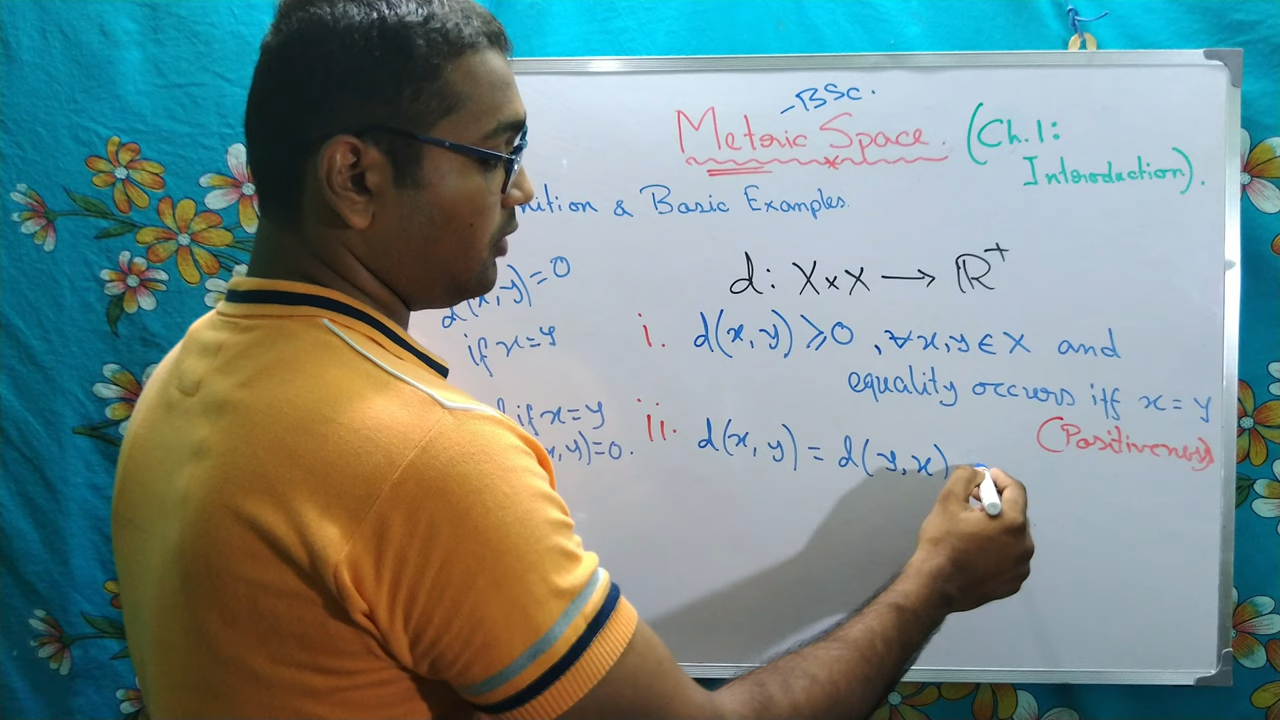 - BSc.
Metric Space.
(Ch.1:
Introduction).
nition & Basic Examples.
d: X×X → ℝ⁺
d(x,y)=0
if x=y
i. d(x,y) ⩾ 0, ∀x,y ∈ X and
equality occurs iff x=y
(Positiveness)
if x=y
x,y)=0.
ii. d(x,y) = d(y,x)